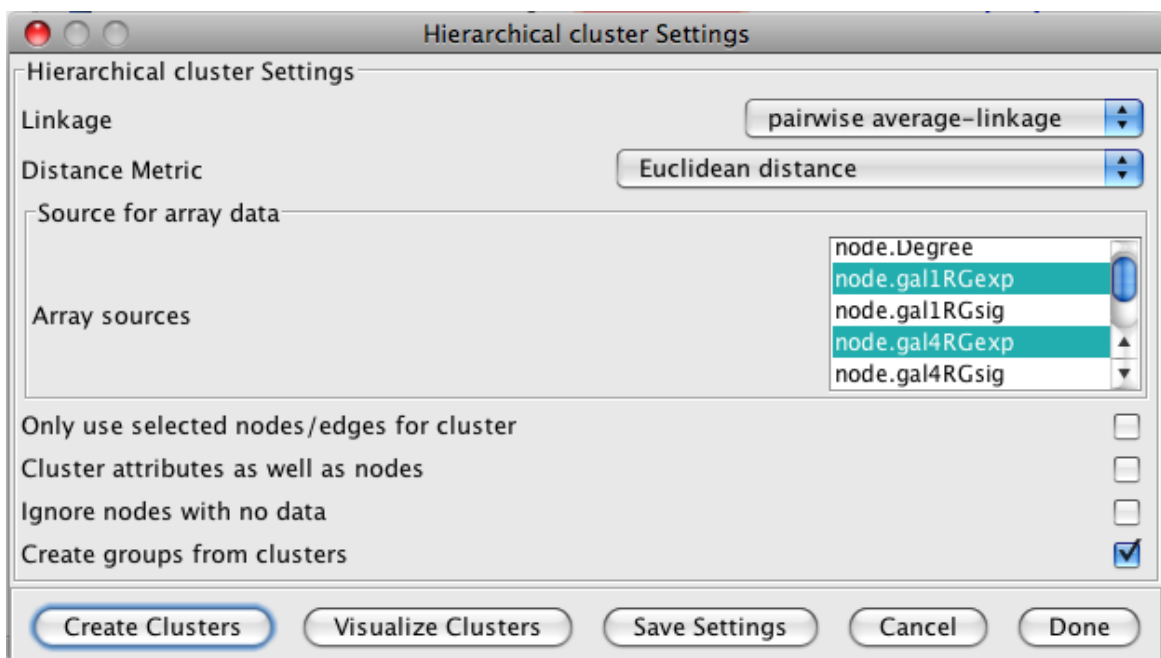 Hierarchical cluster Settings
Hierarchical cluster Settings
Linkage pairwise average-linkage
Distance Metric Euclidean distance
Source for array data
node.Degree
node.gal1RGexp
Array sources node.gal1RGsig
node.gal4RGexp
node.gal4RGsig
Only use selected nodes/edges for cluster
Cluster attributes as well as nodes
Ignore nodes with no data
Create groups from clusters
Create Clusters Visualize Clusters Save Settings Cancel Done